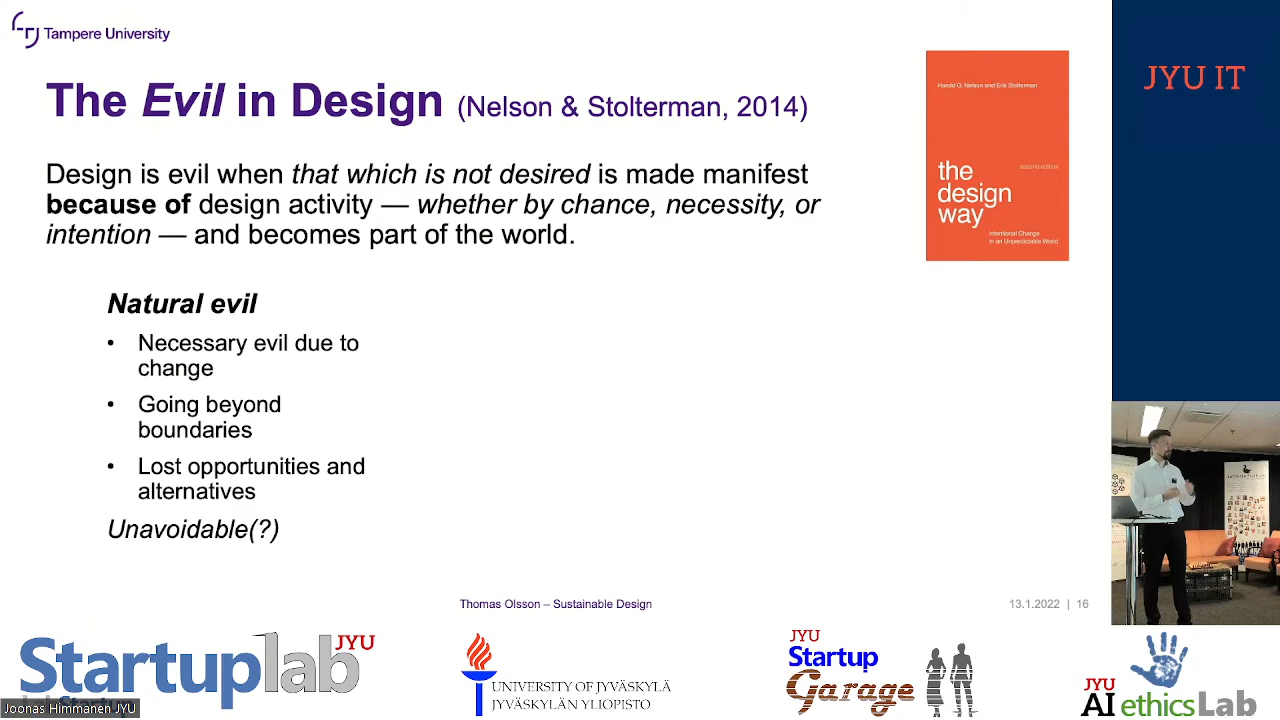 Tampere University
JYU IT
The Evil in Design (Nelson & Stolterman, 2014)
Harold G. Nelson and Erik Stolterman
second edition
the
design
way
Intentional Change
in an Unpredictable World
Design is evil when that which is not desired is made manifest
because of design activity — whether by chance, necessity, or
intention — and becomes part of the world.
Natural evil
• Necessary evil due to
change
• Going beyond
boundaries
• Lost opportunities and
alternatives
Unavoidable(?)
Thomas Olsson – Sustainable Design
13.1.2022 | 16
Startuplab JYU
UNIVERSITY OF JYVÄSKYLÄ
JYVÄSKYLÄN YLIOPISTO
JYU
Startup
Garage
JYU
AI ethicsLab
Joonas Himmanen JYU